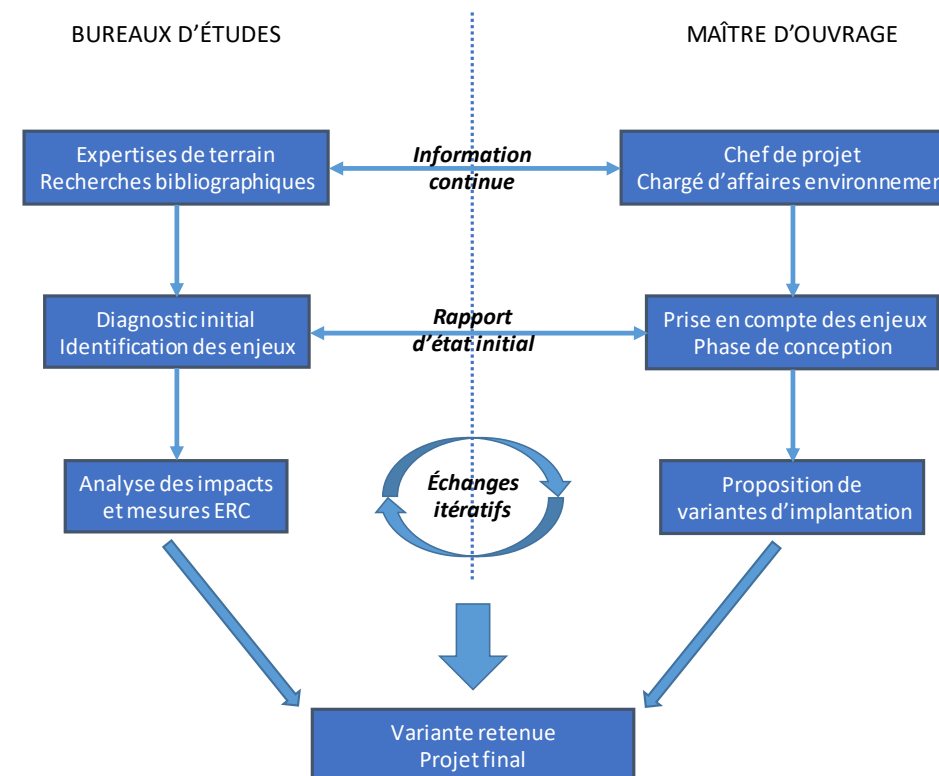 BUREAUX D'ÉTUDES
MAÎTRE D'OUVRAGE
Expertises de terrain
Recherches bibliographiques
Information
continue
Chef de projet
Chargé d'affaires environnemen
Diagnostic initial
Identification des enjeux
Rapport
d'état initial
Prise en compte des enjeux
Phase de conception
Analyse des impacts
et mesures ERC
Échanges
itératifs
Proposition de
variantes d'implantation
Variante retenue
Projet final